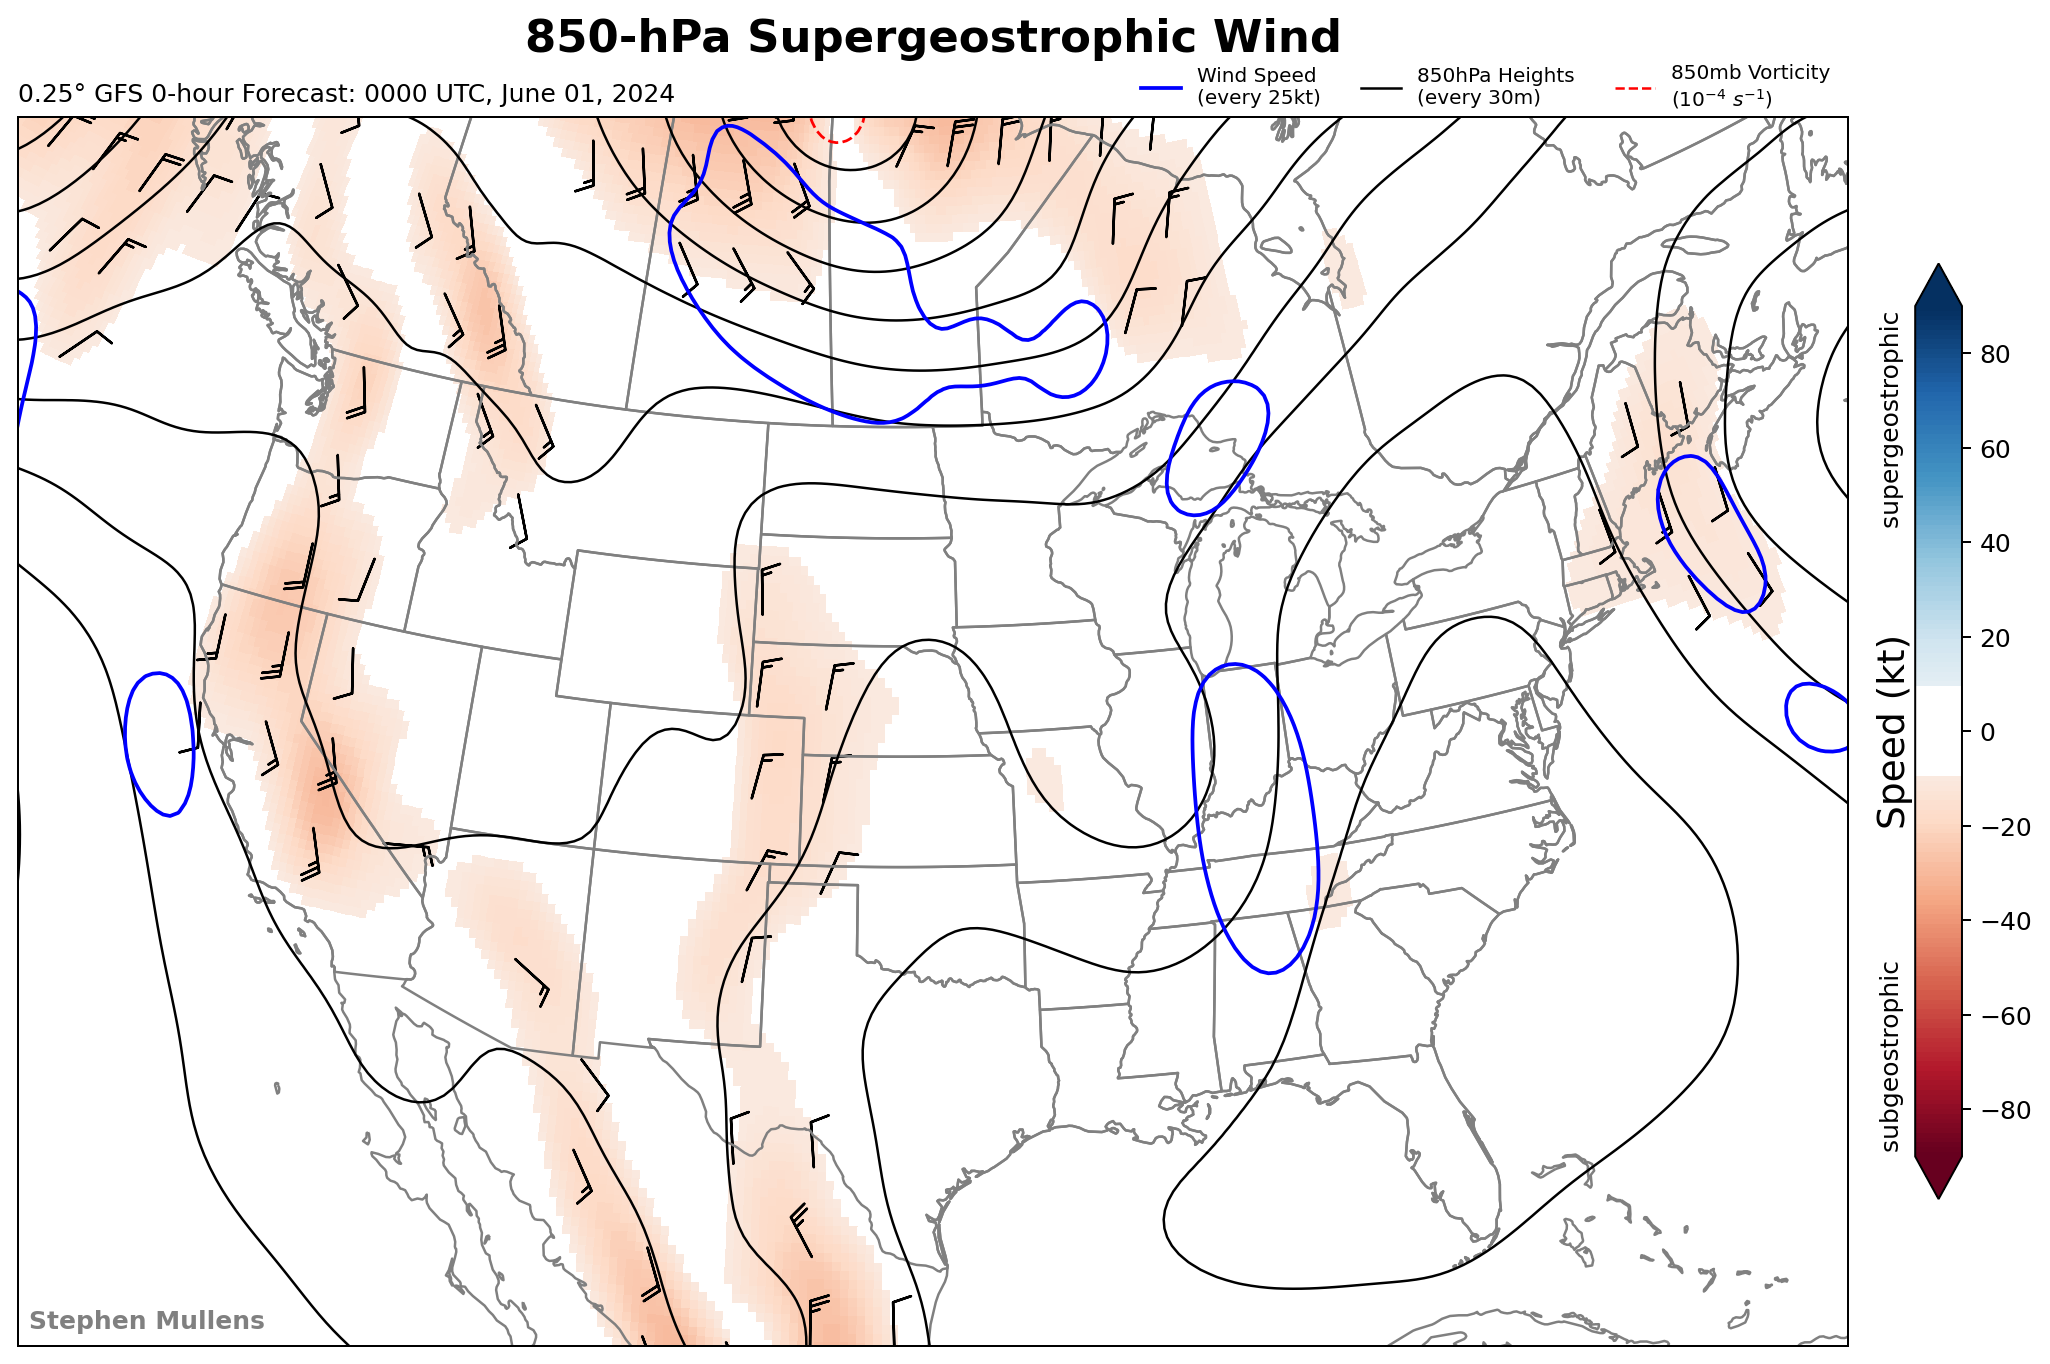 850-hPa Supergeostrophic Wind
0.25° GFS 0-hour Forecast: 0000 UTC, June 01, 2024
Wind Speed
(every 25kt)
850hPa Heights
(every 30m)
850mb Vorticity
(10⁻⁴ s⁻¹)
supergeostrophic
Speed (kt)
subgeostrophic
80
60
40
20
0
−20
−40
−60
−80
Stephen Mullens